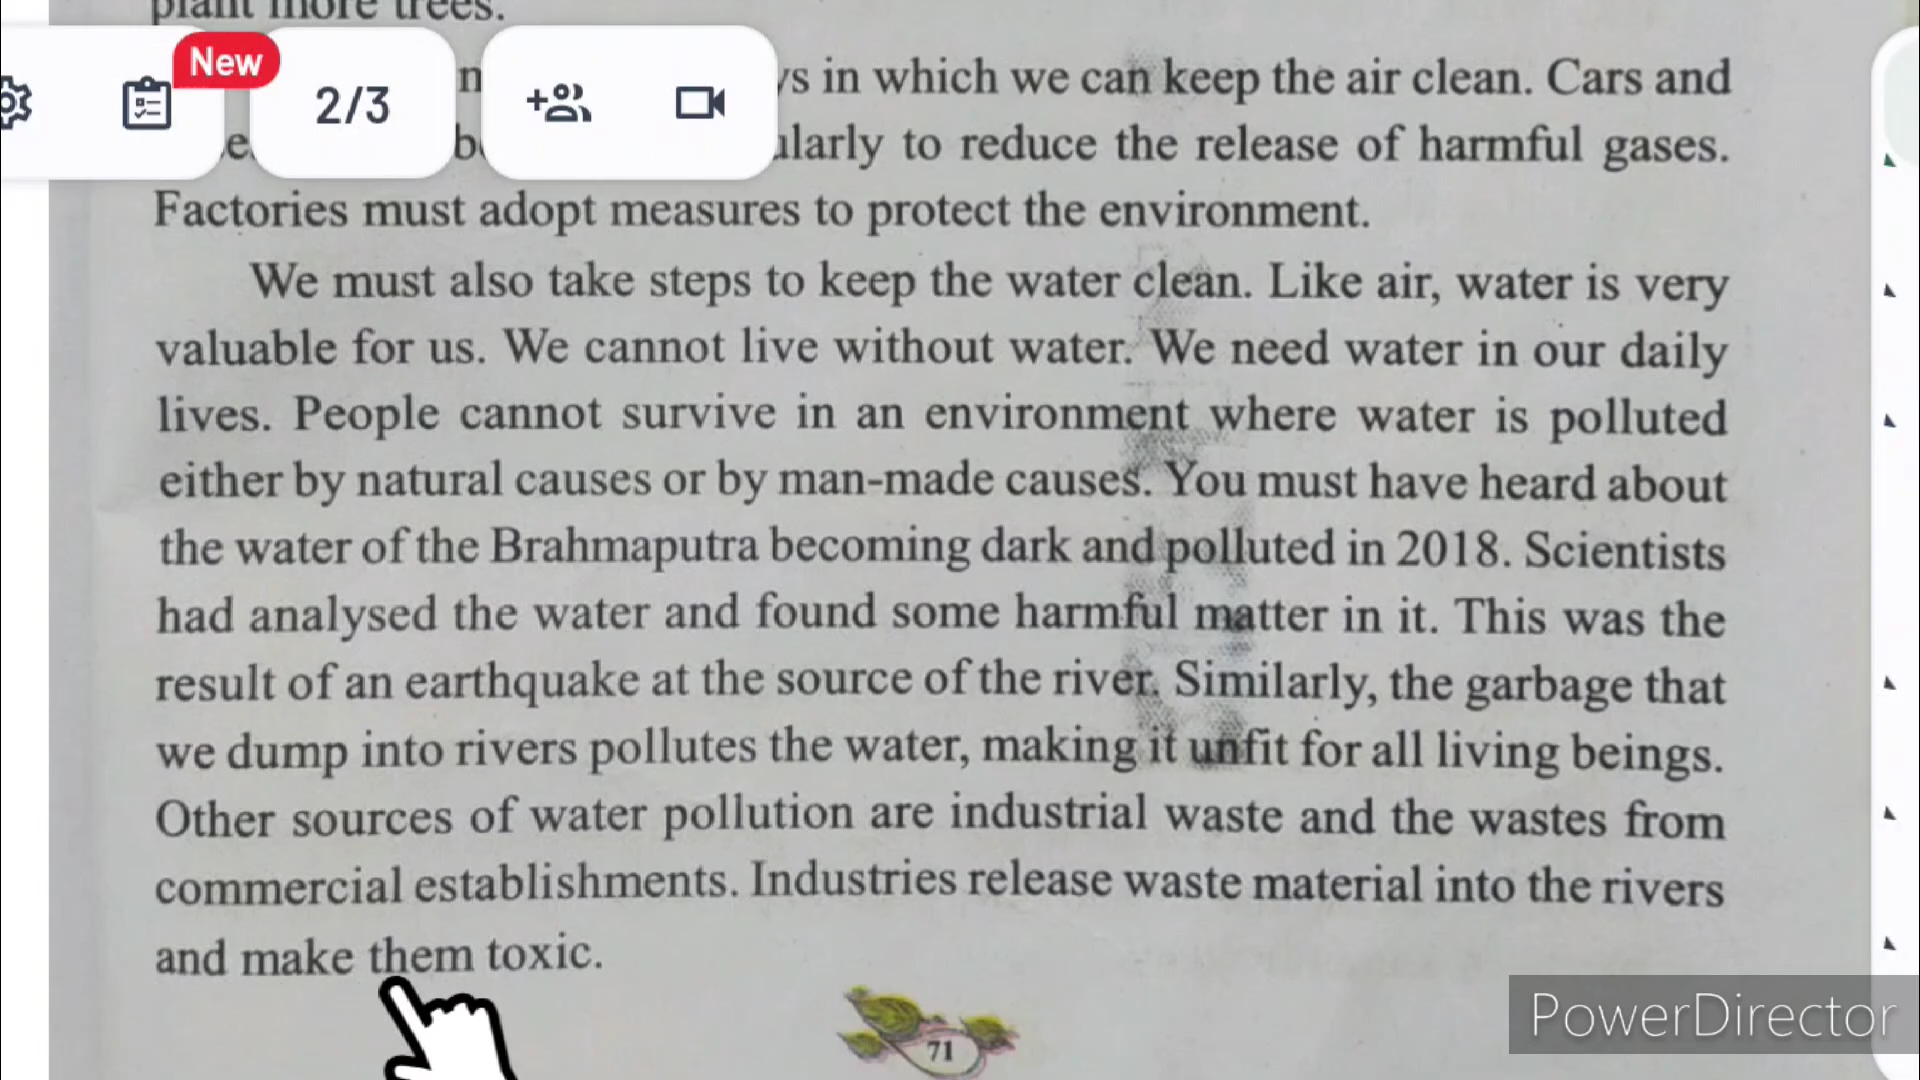 plant more trees.
New
2/3
s in which we can keep the air clean. Cars and
ularly to reduce the release of harmful gases.
Factories must adopt measures to protect the environment.
We must also take steps to keep the water clean. Like air, water is very
valuable for us. We cannot live without water. We need water in our daily
lives. People cannot survive in an environment where water is polluted
either by natural causes or by man-made causes. You must have heard about
the water of the Brahmaputra becoming dark and polluted in 2018. Scientists
had analysed the water and found some harmful matter in it. This was the
result of an earthquake at the source of the river. Similarly, the garbage that
we dump into rivers pollutes the water, making it unfit for all living beings.
Other sources of water pollution are industrial waste and the wastes from
commercial establishments. Industries release waste material into the rivers
and make them toxic.
71
PowerDirector